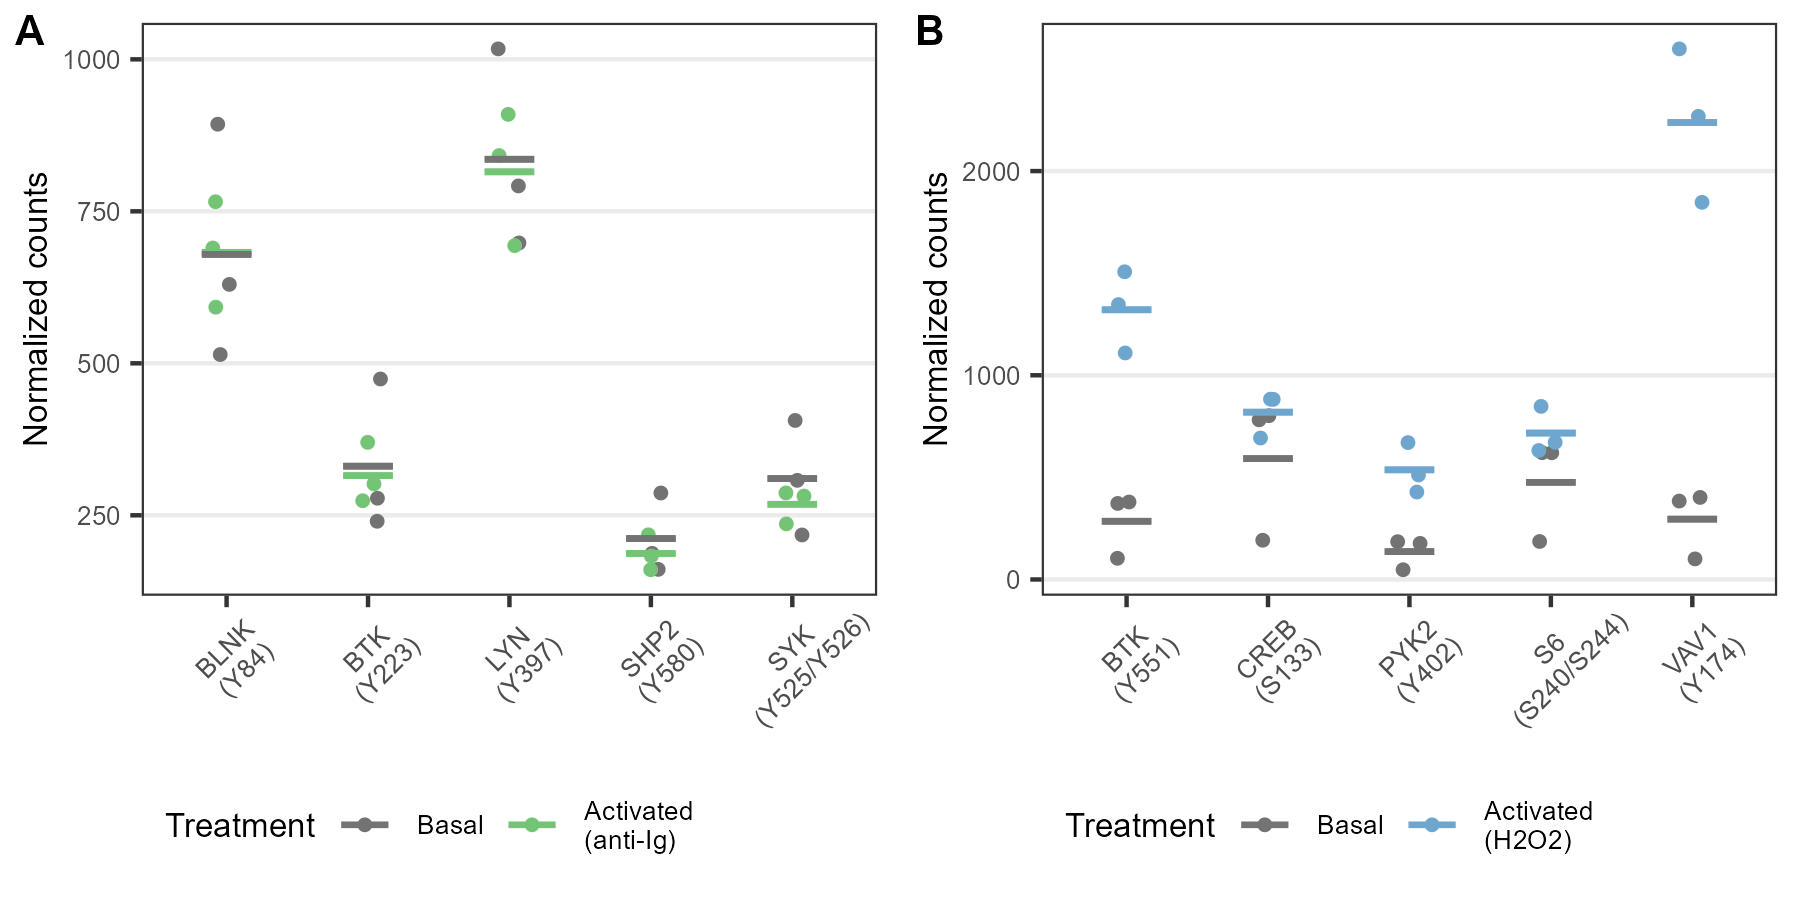 A
Normalized counts
1000
750
500
250
BLNK
(Y84)
BTK
(Y223)
LYN
(Y397)
SHP2
(Y580)
SYK
(Y525/Y526)
Treatment
Basal
Activated
(anti-Ig)
B
Normalized counts
2000
1000
0
BTK
(Y551)
CREB
(S133)
PYK2
(Y402)
S6
(S240/S244)
VAV1
(Y174)
Treatment
Basal
Activated
(H2O2)